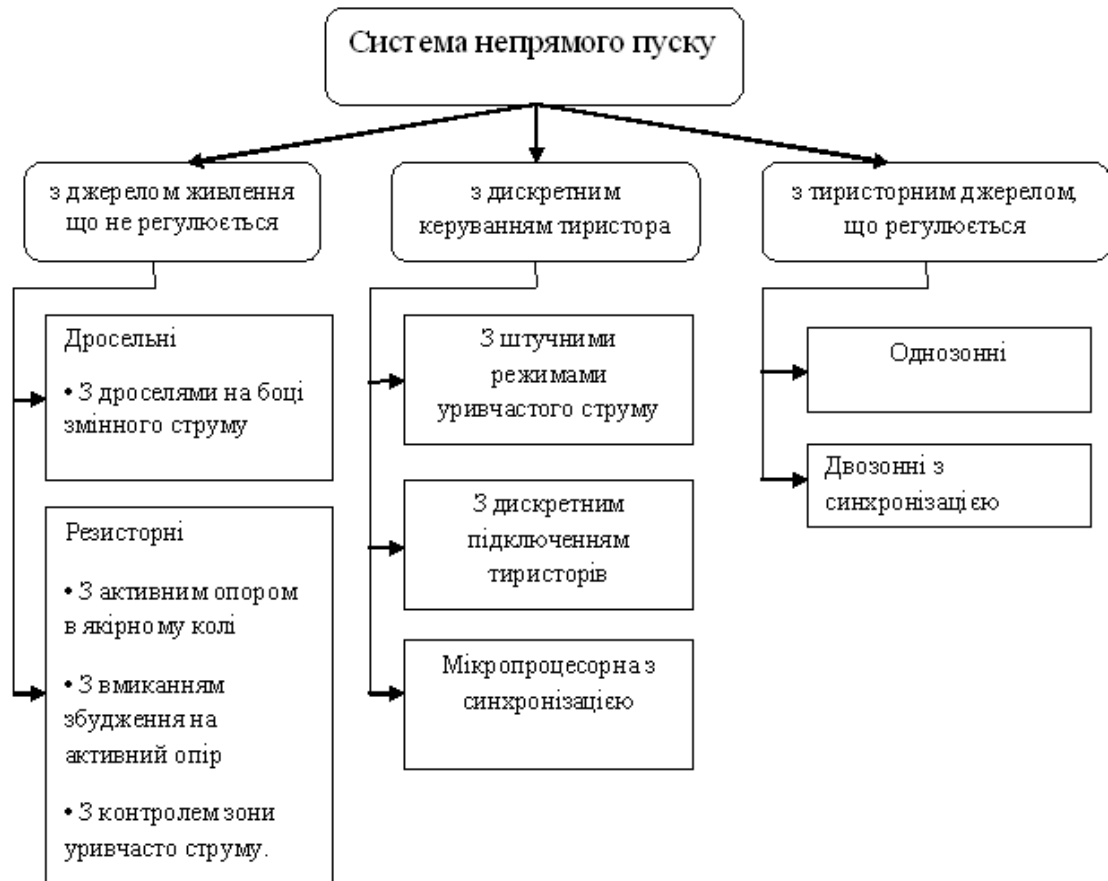 Система непрямого пуску
з джерелом живлення
що не регулюється
з дискретним
керуванням тиристора
з тиристорним джерелом,
що регулюється
Дросельні
• З дроселями на боці
змінного струму
Резисторні
• З активним опором
в якірному колі
• З вмиканням
збудження на
активний опір
• З контролем зони
уривчасто струму.
З штучними
режимами
уривчастого струму
З дискретним
підключенням
тиристорів
Мікропроцесорна з
синхронізацією
Однозонні
Двозонні з
синхронізацією